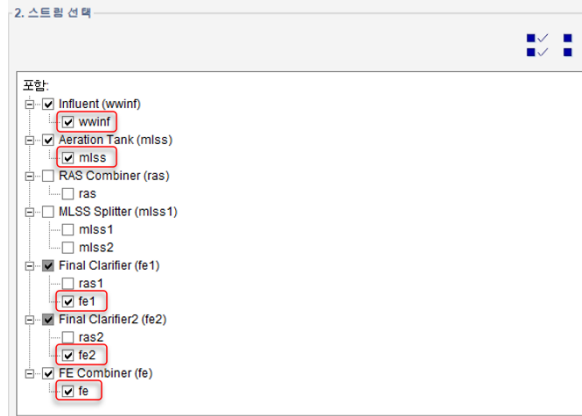 2. 스트림 선택
포함:
Influent (wwinf)
wwinf
Aeration Tank (mlss)
mlss
RAS Combiner (ras)
ras
MLSS Splitter (mlss1)
mlss1
mlss2
Final Clarifier (fe1)
ras1
fe1
Final Clarifier2 (fe2)
ras2
fe2
FE Combiner (fe)
fe